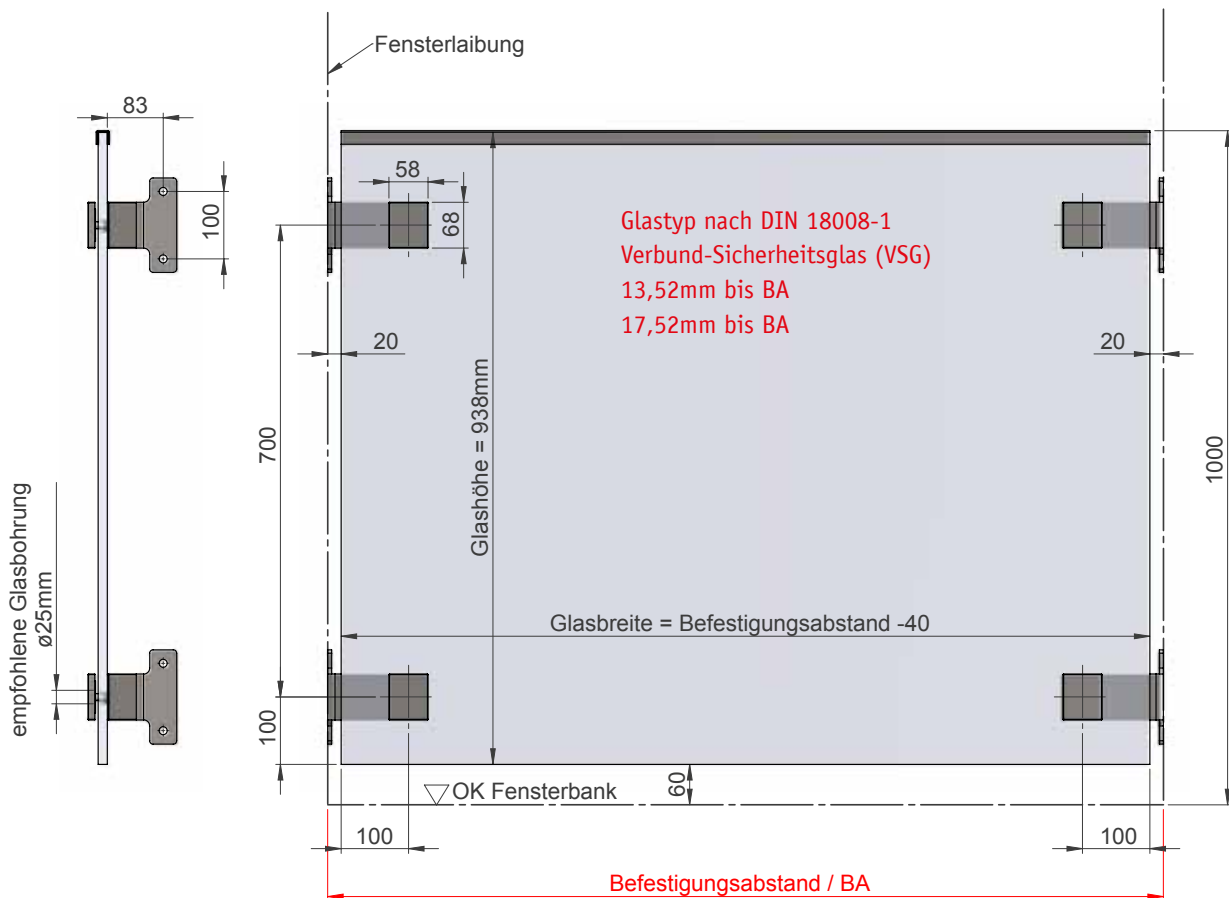 Fensterlaibung
83
58
68
100
Glastyp nach DIN 18008-1
Verbund-Sicherheitsglas (VSG)
13,52mm bis BA
17,52mm bis BA
20
20
700
Glashöhe = 938mm
1000
empfohlene Glasbohrung
ø25mm
Glasbreite = Befestigungsabstand -40
100
60
OK Fensterbank
100
100
Befestigungsabstand / BA